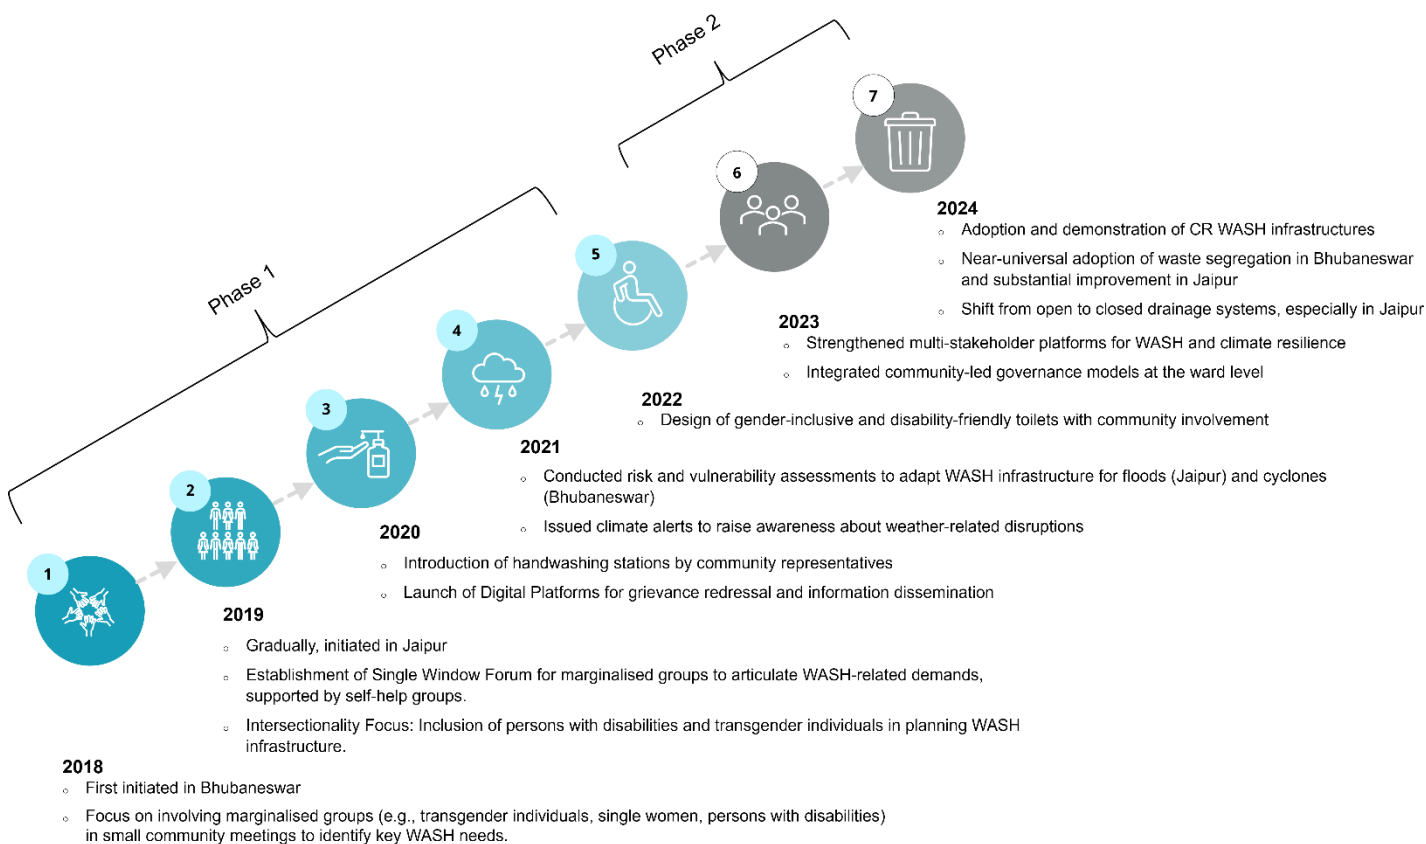 Phase 2
7
6
2024
◦ Adoption and demonstration of CR WASH infrastructures
◦ Near-universal adoption of waste segregation in Bhubaneswar
and substantial improvement in Jaipur
◦ Shift from open to closed drainage systems, especially in Jaipur
Phase 1
5
4
2023
◦ Strengthened multi-stakeholder platforms for WASH and climate resilience
◦ Integrated community-led governance models at the ward level
3
2022
◦ Design of gender-inclusive and disability-friendly toilets with community involvement
2
2021
◦ Conducted risk and vulnerability assessments to adapt WASH infrastructure for floods (Jaipur) and cyclones
(Bhubaneswar)
◦ Issued climate alerts to raise awareness about weather-related disruptions
1
2020
◦ Introduction of handwashing stations by community representatives
◦ Launch of Digital Platforms for grievance redressal and information dissemination
2019
◦ Gradually, initiated in Jaipur
◦ Establishment of Single Window Forum for marginalised groups to articulate WASH-related demands,
supported by self-help groups.
◦ Intersectionality Focus: Inclusion of persons with disabilities and transgender individuals in planning WASH
infrastructure.
2018
◦ First initiated in Bhubaneswar
◦ Focus on involving marginalised groups (e.g., transgender individuals, single women, persons with disabilities)
in small community meetings to identify key WASH needs.